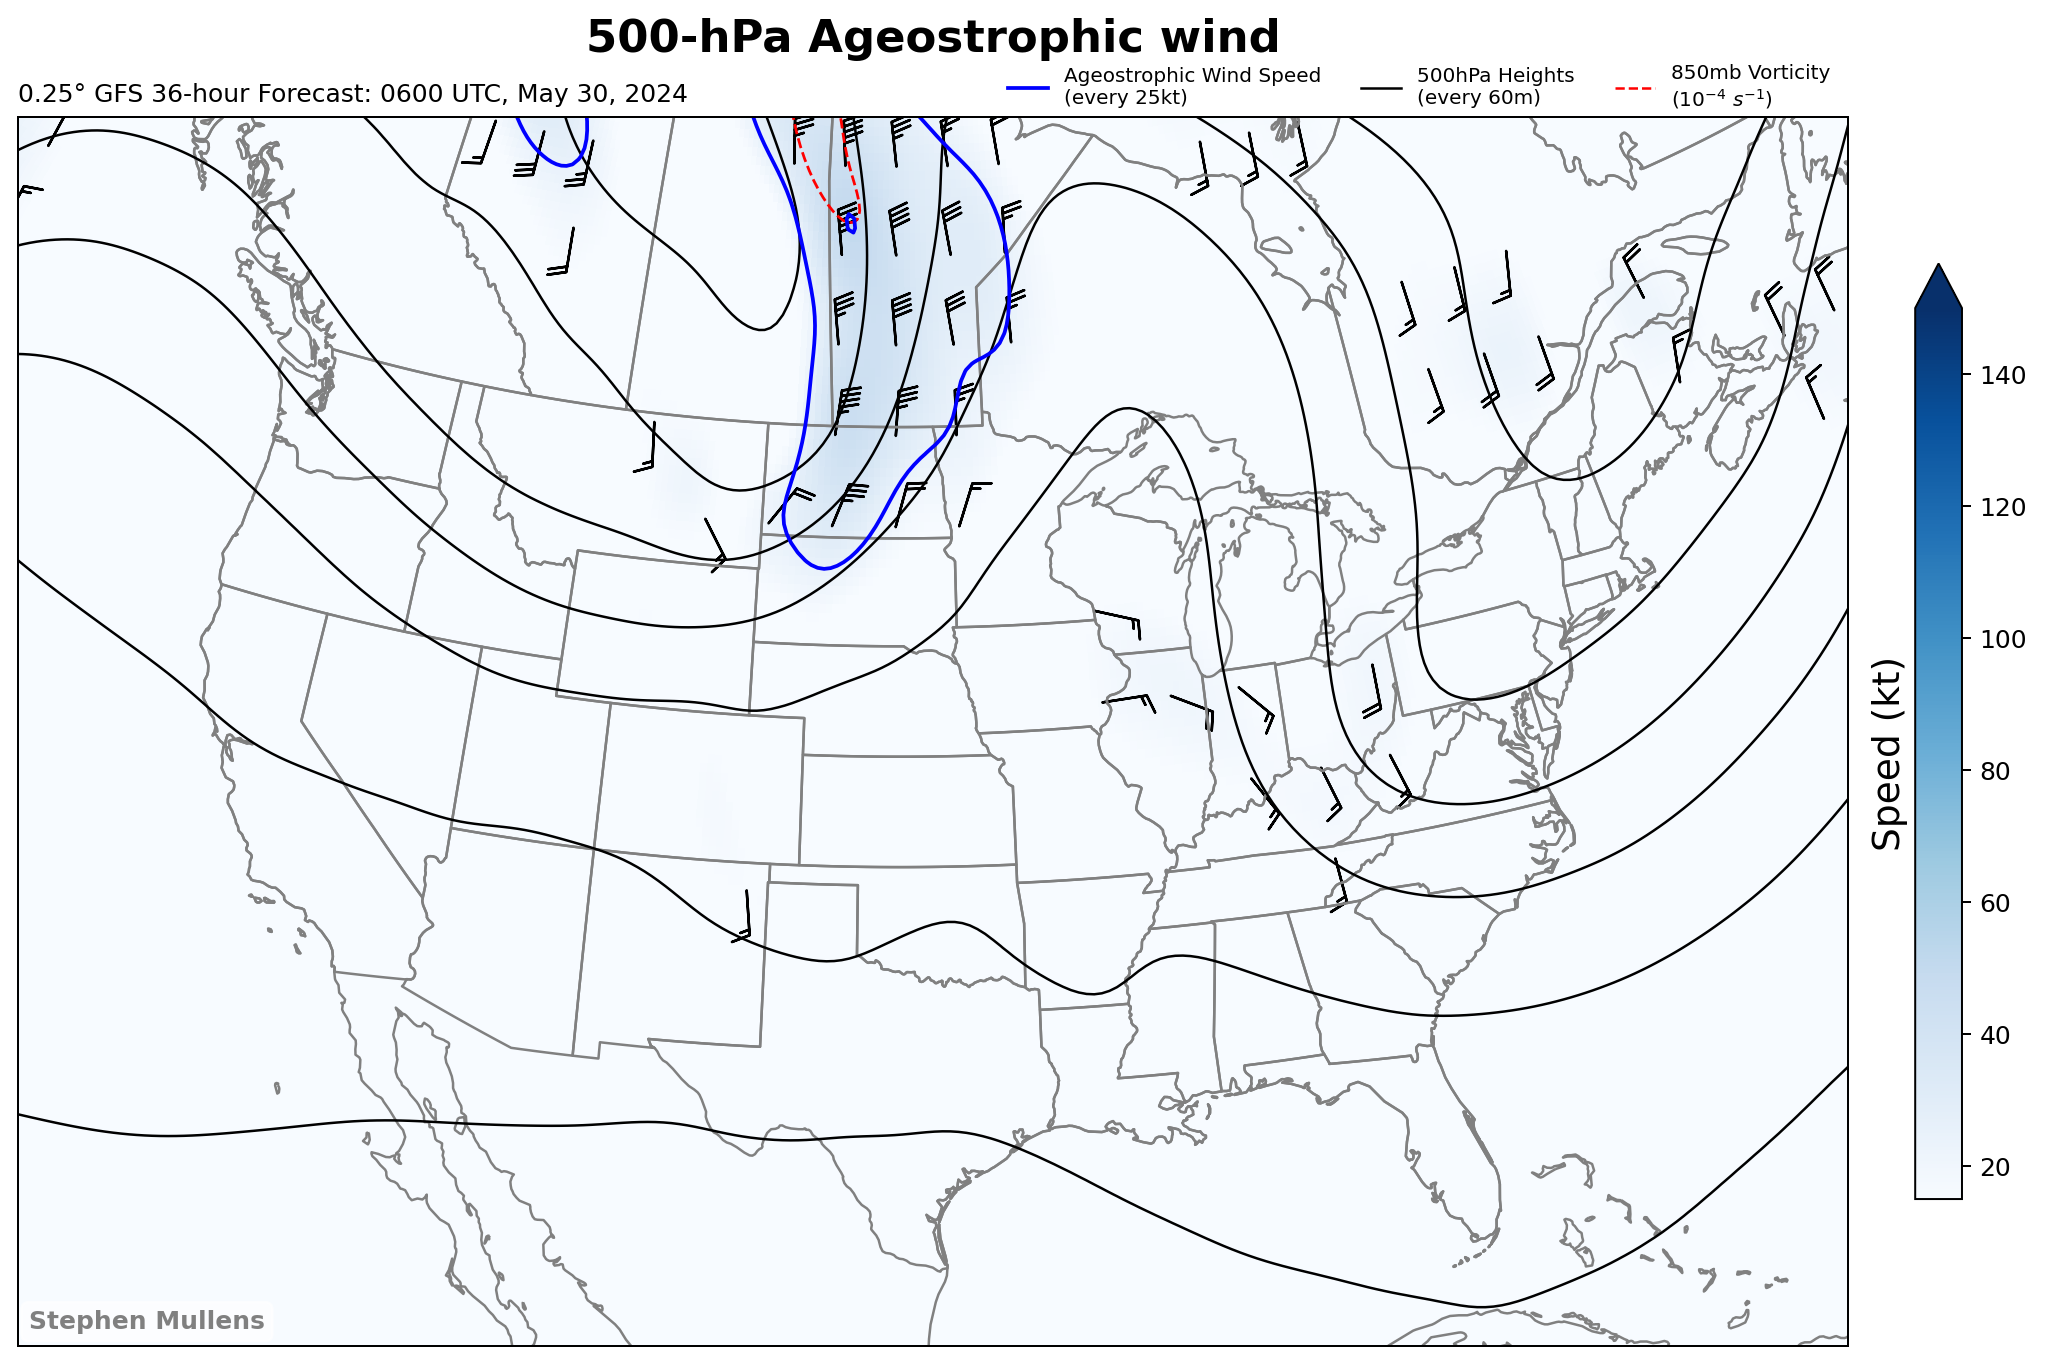 500-hPa Ageostrophic wind
0.25° GFS 36-hour Forecast: 0600 UTC, May 30, 2024
Ageostrophic Wind Speed
(every 25kt)
500hPa Heights
(every 60m)
850mb Vorticity
(10⁻⁴ s⁻¹)
140
120
100
80
60
40
20
Speed (kt)
Stephen Mullens